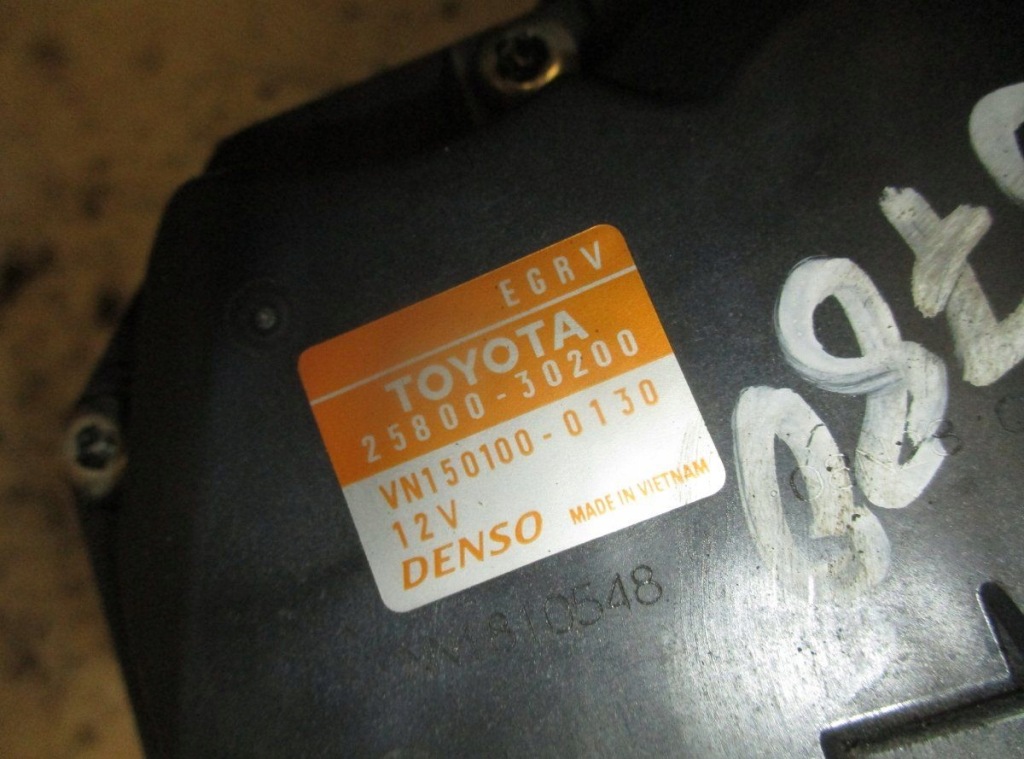 EGRV
TOYOTA
25800-30200
VN150100-0130
12V
DENSO MADE IN VIETNAM